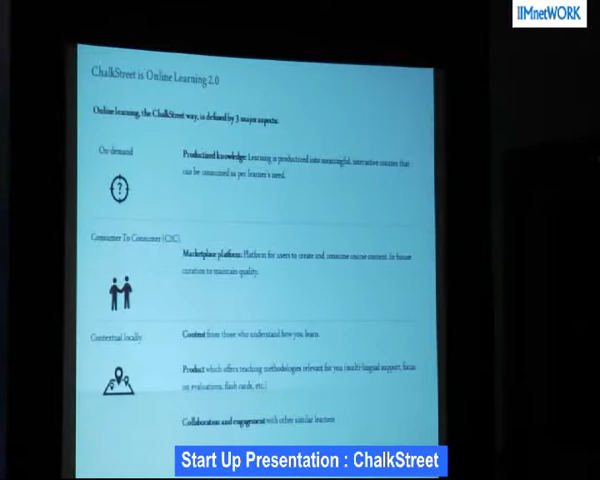 IIMnetWORK
ChalkStreet is Online Learning 2.0
Online learning, the ChalkStreet way, is defined by 3 major aspects:
On-demand
Productized knowledge: Learning is productized into meaningful, interactive courses that
can be consumed as per learner's need.
Consumer To Consumer (C2C)
Marketplace platform: Platform for users to create and consume course content. In-house
curation to maintain quality.
Contextual locally
Content from those who understand how you learn.
Product which offers teaching methodologies relevant for you (multi-lingual support, focus
on evaluations, flash cards, etc.)
Collaboration and engagement with other similar learners
Start Up Presentation : ChalkStreet